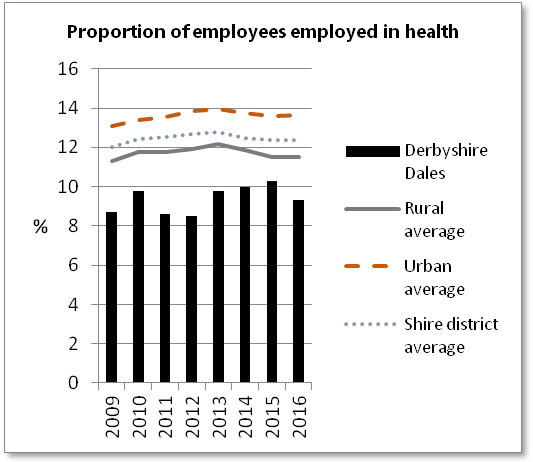 Proportion of employees employed in health
16
14
12
10
8
6
4
2
0
%
2009
2010
2011
2012
2013
2014
2015
2016
Derbyshire
Dales
Rural
average
Urban
average
Shire district
average